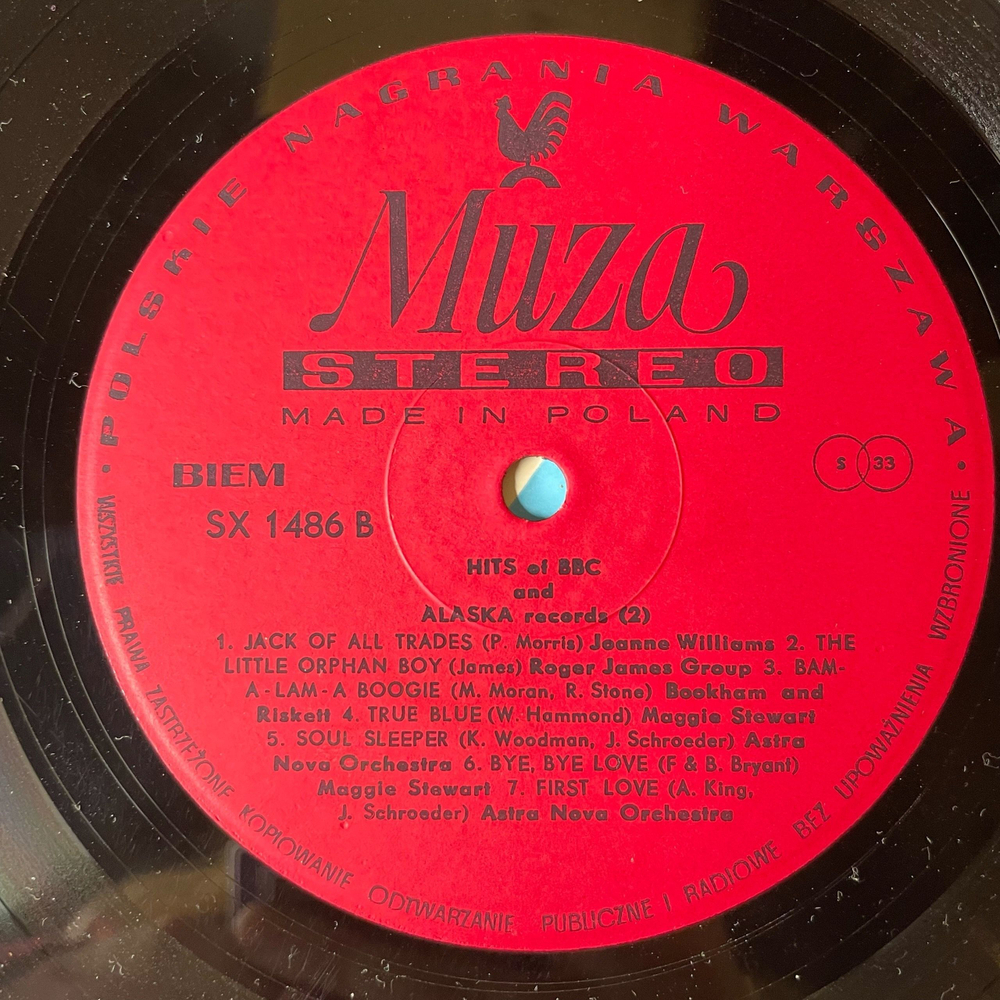 • POLSKIE NAGRANIA WARSZAWA •
Muza
STEREO
MADE IN POLAND
BIEM
S 33
SX 1486 B
HITS of BBC
and
ALASKA records (2)
1. JACK OF ALL TRADES (P. Morris) Joanne Williams 2. THE
LITTLE ORPHAN BOY (James) Roger James Group 3. BAM-
A-LAM-A BOOGIE (M. Moran, R. Stone) Bookham and
Riskett 4. TRUE BLUE (W. Hammond) Maggie Stewart
5. SOUL SLEEPER (K. Woodman, J. Schroeder) Astra
Nova Orchestra 6. BYE, BYE LOVE (F & B. Bryant)
Maggie Stewart 7. FIRST LOVE (A. King,
J. Schroeder) Astra Nova Orchestra
WSZYSTKIE PRAWA ZASTRZEŻONE KOPIOWANIE ODTWARZANIE PUBLICZNE I RADIOWE BEZ UPOWAŻNIENIA WZBRONIONE